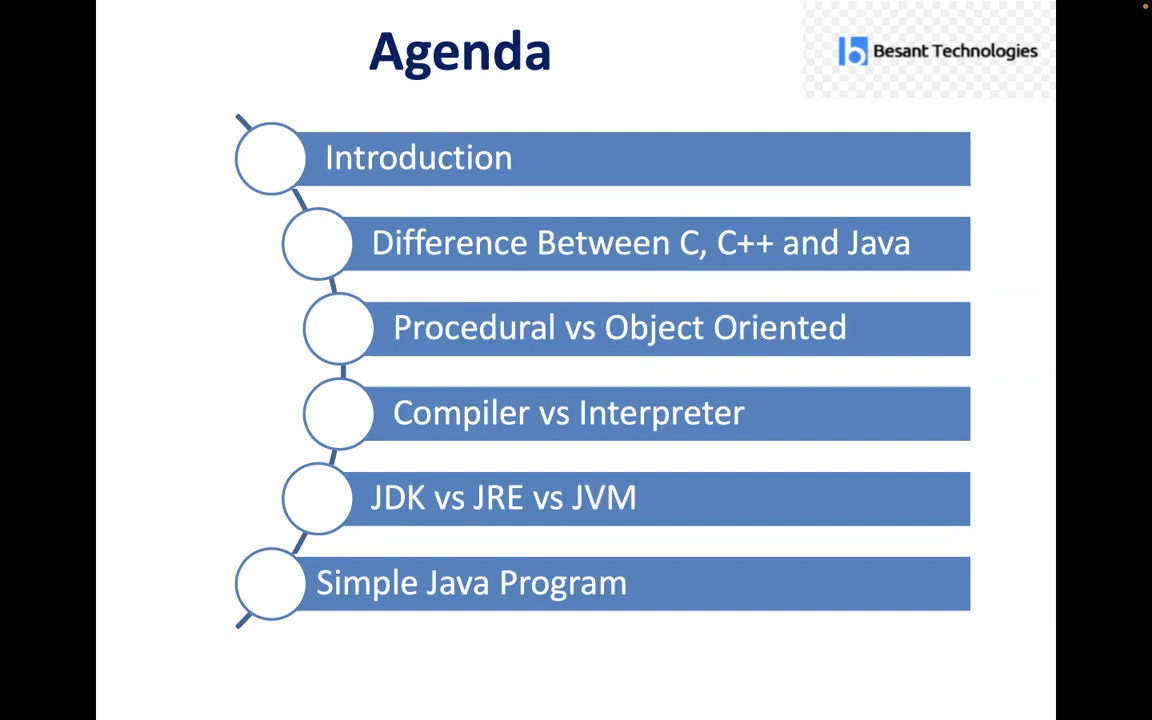 Agenda
Besant Technologies
Introduction
Difference Between C, C++ and Java
Procedural vs Object Oriented
Compiler vs Interpreter
JDK vs JRE vs JVM
Simple Java Program